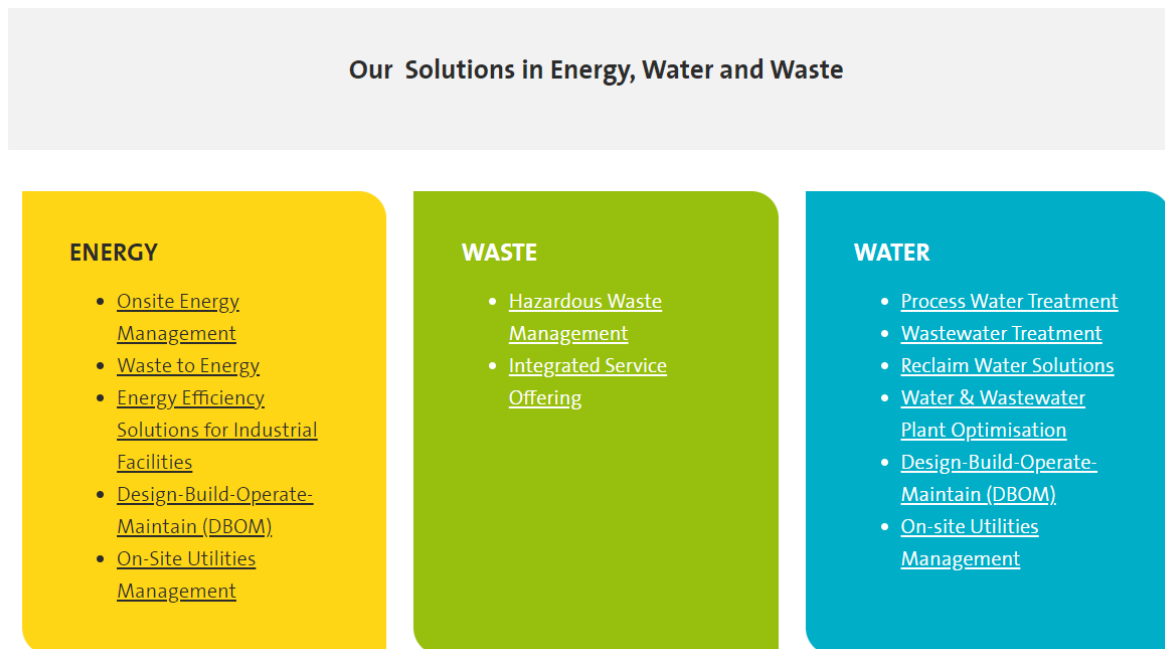 Our Solutions in Energy, Water and Waste
ENERGY
Onsite Energy
Management
Waste to Energy
Energy Efficiency
Solutions for Industrial
Facilities
Design-Build-Operate-
Maintain (DBOM)
On-Site Utilities
Management
WASTE
Hazardous Waste
Management
Integrated Service
Offering
WATER
Process Water Treatment
Wastewater Treatment
Reclaim Water Solutions
Water & Wastewater
Plant Optimisation
Design-Build-Operate-
Maintain (DBOM)
On-site Utilities
Management